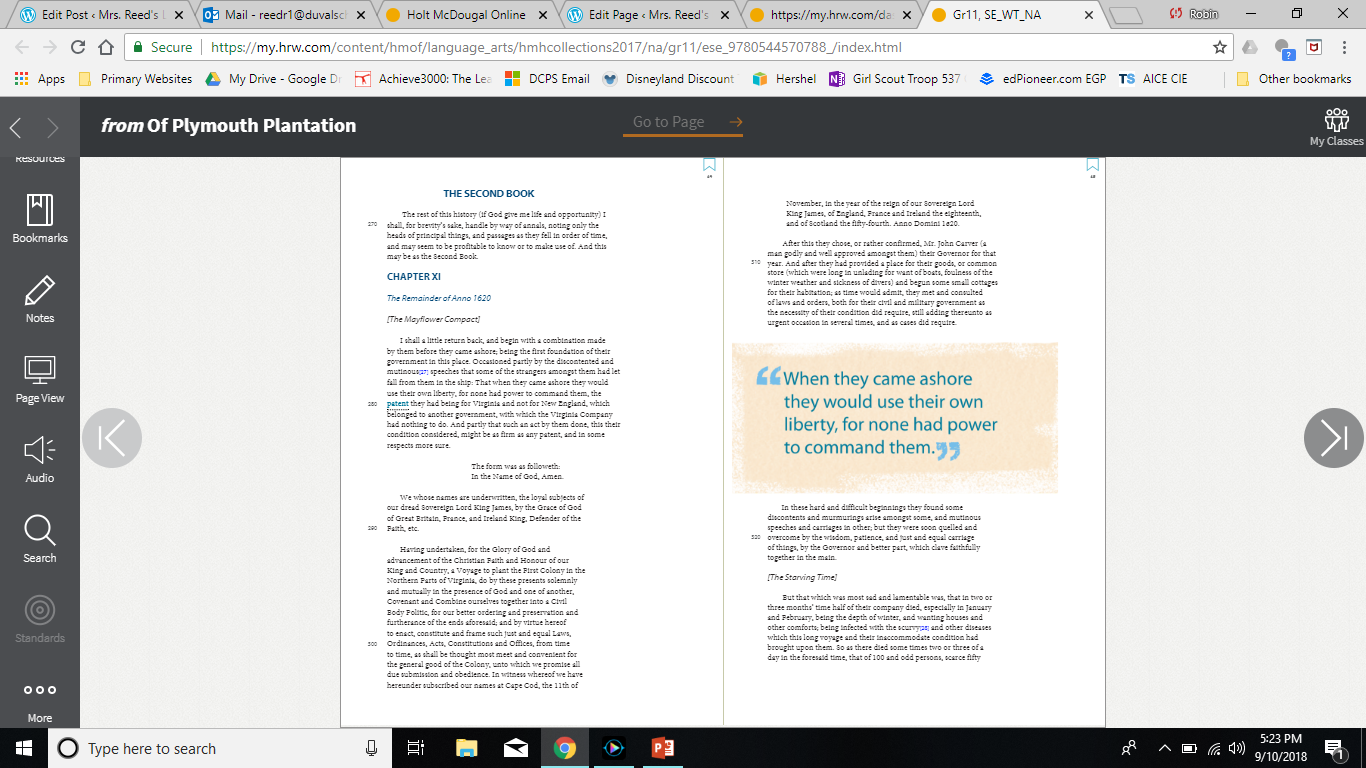 Edit Post ‹ Mrs. Reed's
Mail - reedr1@duvalsc
Holt McDougal Online
Edit Page ‹ Mrs. Reed's
https://my.hrw.com/da
Gr11, SE_WT_NA
Robin
Secure
https://my.hrw.com/content/hmof/language_arts/hmhcollections2017/na/gr11/ese_9780544570788_/index.html
Apps
Primary Websites
My Drive - Google Dr
Achieve3000: The Lea
DCPS Email
Disneyland Discount
Hershel
Girl Scout Troop 537
edPioneer.com EGP
TS AICE CIE
Other bookmarks
from Of Plymouth Plantation
Go to Page
My Classes
Resources
Bookmarks
Notes
Page View
Audio
Search
Standards
More
THE SECOND BOOK
The rest of this history (if God give me life and opportunity) I
270 shall, for brevity's sake, handle by way of annals, noting only the
heads of principal things, and passages as they fell in order of time,
and may seem to be profitable to know or to make use of. And this
may be as the Second Book.
CHAPTER XI
The Remainder of Anno 1620
[The Mayflower Compact]
I shall a little return back, and begin with a combination made
by them before they came ashore; being the first foundation of their
government in this place. Occasioned partly by the discontented and
mutinous[27] speeches that some of the strangers amongst them had let
fall from them in the ship: That when they came ashore they would
use their own liberty, for none had power to command them, the
280 patent they had being for Virginia and not for New England, which
belonged to another government, with which the Virginia Company
had nothing to do. And partly that such an act by them done, this their
condition considered, might be as firm as any patent, and in some
respects more sure.
The form was as followeth:
In the Name of God, Amen.
We whose names are underwritten, the loyal subjects of
our dread Sovereign Lord King James, by the Grace of God
of Great Britain, France, and Ireland King, Defender of the
290 Faith, etc.
Having undertaken, for the Glory of God and
advancement of the Christian Faith and Honour of our
King and Country, a Voyage to plant the First Colony in the
Northern Parts of Virginia, do by these presents solemnly
and mutually in the presence of God and one of another,
Covenant and Combine ourselves together into a Civil
Body Politic, for our better ordering and preservation and
furtherance of the ends aforesaid; and by virtue hereof
to enact, constitute and frame such just and equal Laws,
300 Ordinances, Acts, Constitutions and Offices, from time
to time, as shall be thought most meet and convenient for
the general good of the Colony, unto which we promise all
due submission and obedience. In witness whereof we have
hereunder subscribed our names at Cape Cod, the 11th of
November, in the year of the reign of our Sovereign Lord
King James, of England, France and Ireland the eighteenth,
and of Scotland the fifty-fourth. Anno Domini 1620.
After this they chose, or rather confirmed, Mr. John Carver (a
man godly and well approved amongst them) their Governor for that
310 year. And after they had provided a place for their goods, or common
store (which were long in unlading for want of boats, foulness of the
winter weather and sickness of divers) and begun some small cottages
for their habitation; as time would admit, they met and consulted
of laws and orders, both for their civil and military government as
the necessity of their condition did require, still adding thereunto as
urgent occasion in several times, and as cases did require.
“When they came ashore
they would use their own
liberty, for none had power
to command them.”
In these hard and difficult beginnings they found some
discontents and murmurings arise amongst some, and mutinous
speeches and carriages in other; but they were soon quelled and
320 overcome by the wisdom, patience, and just and equal carriage
of things, by the Governor and better part, which clave faithfully
together in the main.
[The Starving Time]
But that which was most sad and lamentable was, that in two or
three months' time half of their company died, especially in January
and February, being the depth of winter, and wanting houses and
other comforts; being infected with the scurvy[28] and other diseases
which this long voyage and their inaccommodate condition had
brought upon them. So as there died some times two or three of a
day in the foresaid time, that of 100 and odd persons, scarce fifty
Type here to search
5:23 PM
9/10/2018